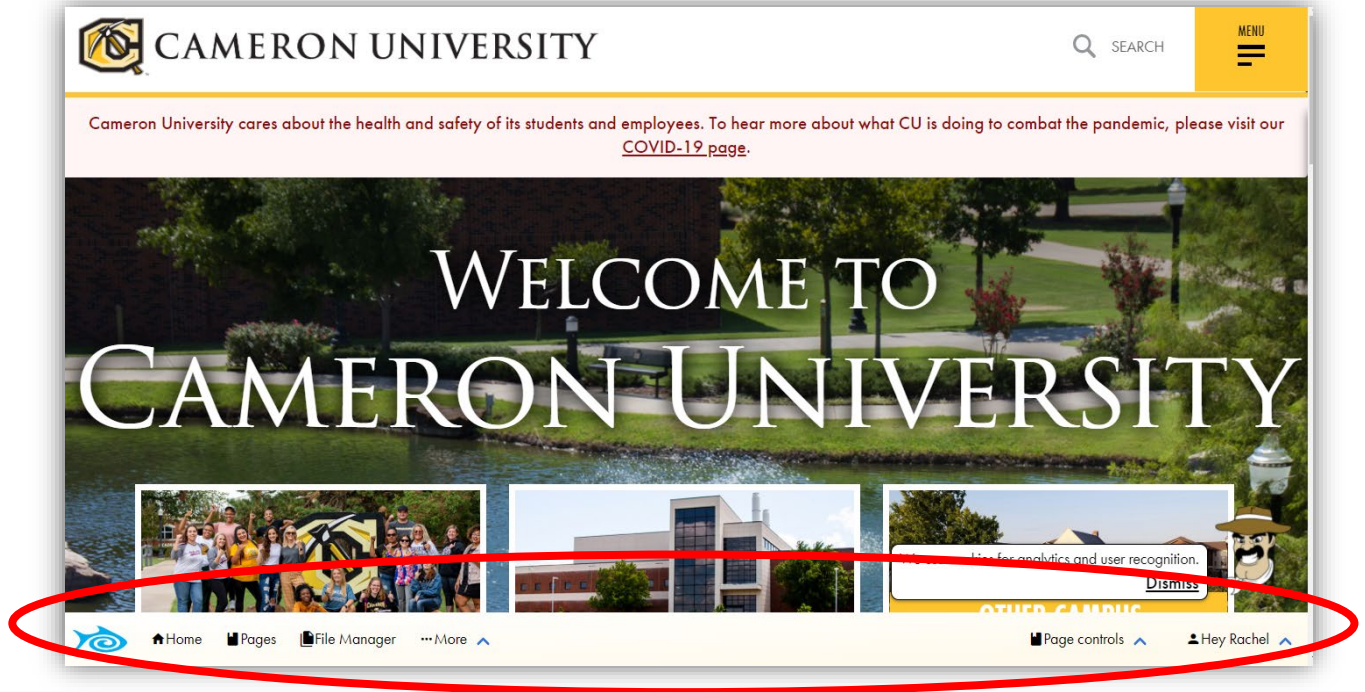 CAMERON UNIVERSITY
SEARCH
MENU
Cameron University cares about the health and safety of its students and employees. To hear more about what CU is doing to combat the pandemic, please visit our
COVID-19 page.
WELCOME TO
CAMERON UNIVERSITY
for analytics and user recognition.
Dismiss
OTHER CAMPUS
Home Pages File Manager ··· More Page controls Hey Rachel